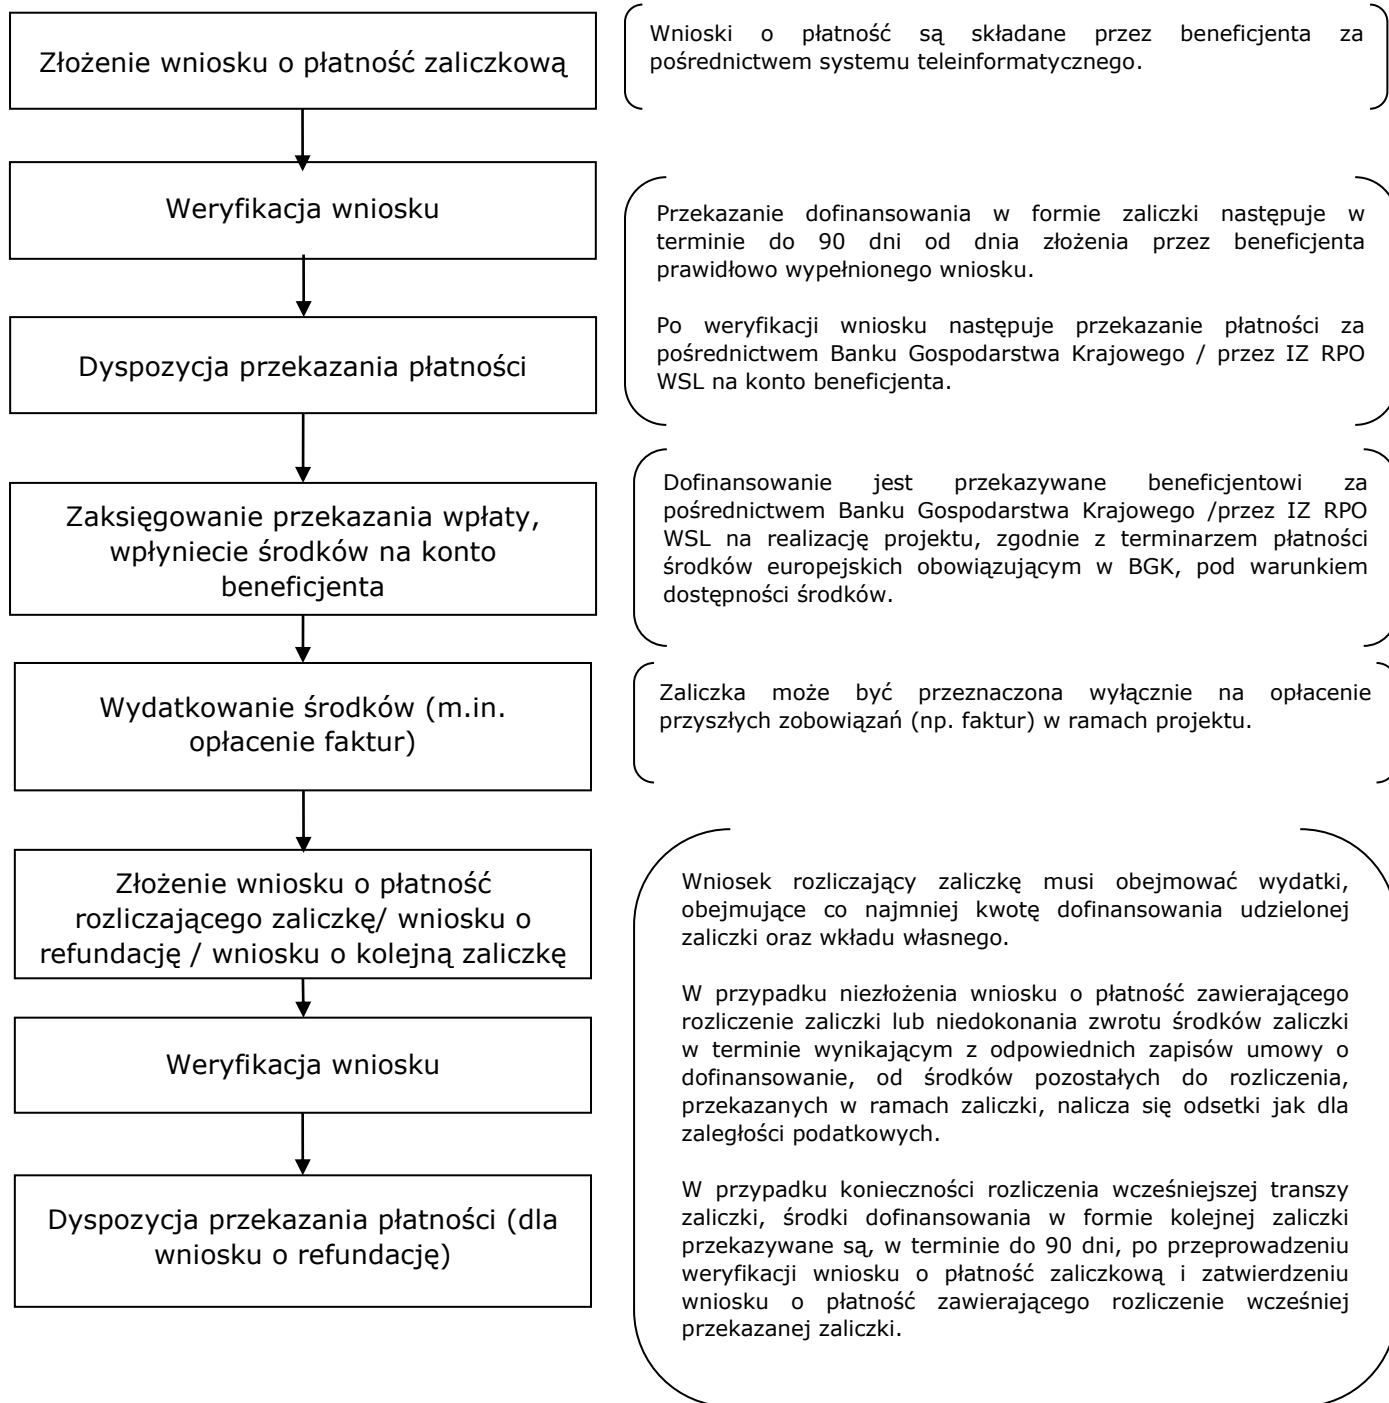 Złożenie wniosku o płatność zaliczkową
Wnioski o płatność są składane przez beneficjenta za
pośrednictwem systemu teleinformatycznego.
Weryfikacja wniosku
Przekazanie dofinansowania w formie zaliczki następuje w
terminie do 90 dni od dnia złożenia przez beneficjenta
prawidłowo wypełnionego wniosku.
Po weryfikacji wniosku następuje przekazanie płatności za
pośrednictwem Banku Gospodarstwa Krajowego / przez IZ RPO
WSL na konto beneficjenta.
Dyspozycja przekazania płatności
Zaksięgowanie przekazania wpłaty,
wpłyniecie środków na konto
beneficjenta
Dofinansowanie jest przekazywane beneficjentowi za
pośrednictwem Banku Gospodarstwa Krajowego /przez IZ RPO
WSL na realizację projektu, zgodnie z terminarzem płatności
środków europejskich obowiązującym w BGK, pod warunkiem
dostępności środków.
Wydatkowanie środków (m.in.
opłacenie faktur)
Zaliczka może być przeznaczona wyłącznie na opłacenie
przyszłych zobowiązań (np. faktur) w ramach projektu.
Złożenie wniosku o płatność
rozliczającego zaliczkę/ wniosku o
refundację / wniosku o kolejną zaliczkę
Weryfikacja wniosku
Dyspozycja przekazania płatności (dla
wniosku o refundację)
Wniosek rozliczający zaliczkę musi obejmować wydatki,
obejmujące co najmniej kwotę dofinansowania udzielonej
zaliczki oraz wkładu własnego.
W przypadku niezłożenia wniosku o płatność zawierającego
rozliczenie zaliczki lub niedokonania zwrotu środków zaliczki
w terminie wynikającym z odpowiednich zapisów umowy o
dofinansowanie, od środków pozostałych do rozliczenia,
przekazanych w ramach zaliczki, nalicza się odsetki jak dla
zaległości podatkowych.
W przypadku konieczności rozliczenia wcześniejszej transzy
zaliczki, środki dofinansowania w formie kolejnej zaliczki
przekazywane są, w terminie do 90 dni, po przeprowadzeniu
weryfikacji wniosku o płatność zaliczkową i zatwierdzeniu
wniosku o płatność zawierającego rozliczenie wcześniej
przekazanej zaliczki.